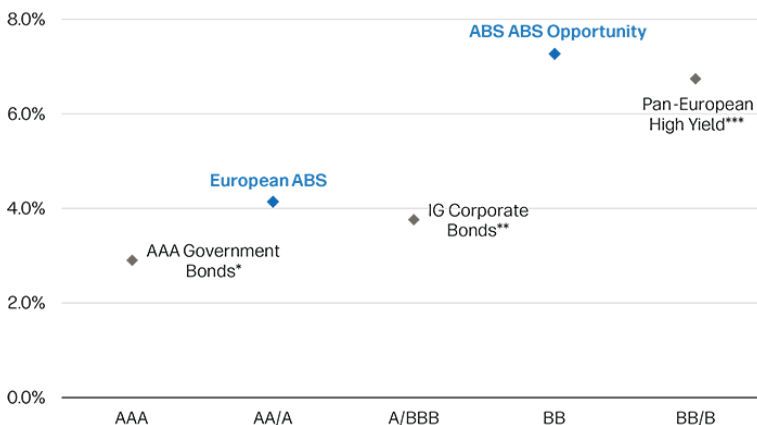 8.0%
ABS ABS Opportunity
Pan-European
High Yield***
6.0%
European ABS
4.0%
IG Corporate
Bonds**
AAA Government
Bonds*
2.0%
0.0%
AAA
AA/A
A/BBB
BB
BB/B